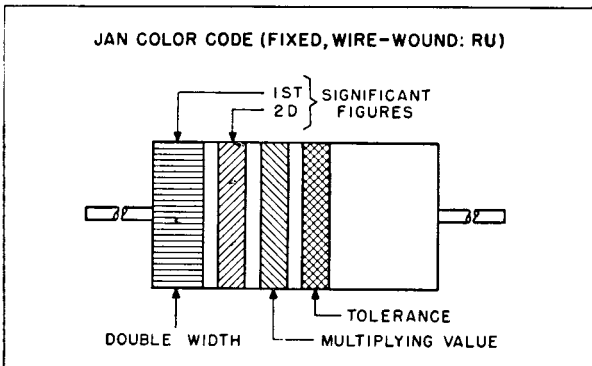 JAN COLOR CODE (FIXED, WIRE-WOUND: RU)
1ST
2D
SIGNIFICANT
FIGURES
TOLERANCE
DOUBLE WIDTH
MULTIPLYING VALUE